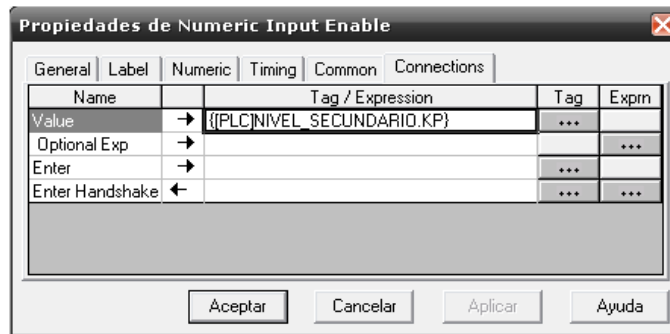 Propiedades de Numeric Input Enable
General Label Numeric Timing Common Connections
Name Tag / Expression Tag Exprn
Value {[PLC]NIVEL_SECUNDARIO.KP} ...
Optional Exp ...
Enter ...
Enter Handshake ... ...
Aceptar Cancelar Aplicar Ayuda